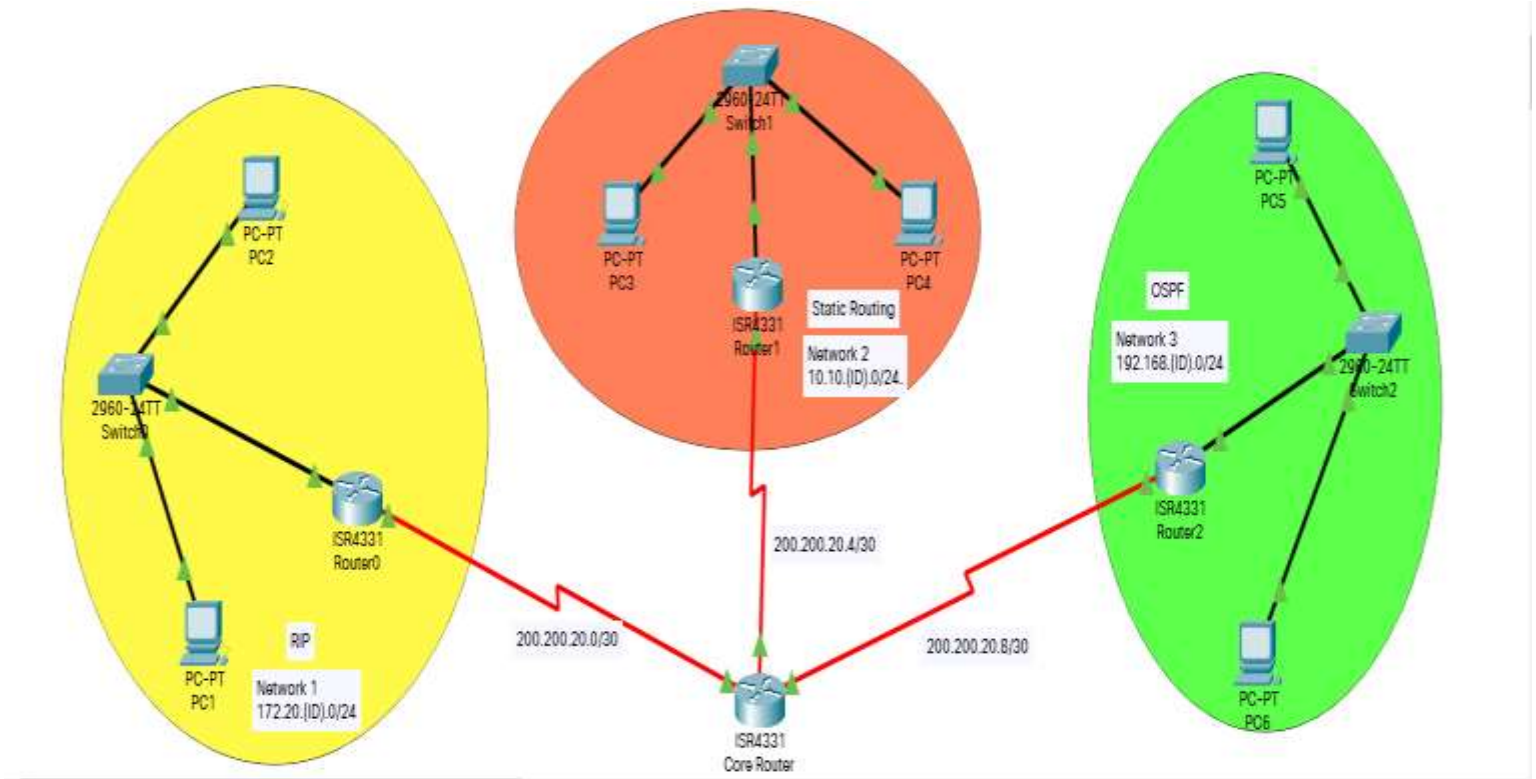 2960-24TT
Switch1
PC-PT
PC2
PC-PT
PC3
PC-PT
PC4
ISR4331
Router1
Static Routing
Network 2
10.10.(ID).0/24.
PC-PT
PC5
OSPF
Network 3
192.168.(ID).0/24
2960-24TT
Switch2
2960-24TT
Switch0
ISR4331
Router0
ISR4331
Router2
200.200.20.4/30
200.200.20.0/30
200.200.20.8/30
RIP
PC-PT
PC1
Network 1
172.20.(ID).0/24
PC-PT
PC6
ISR4331
Core Router